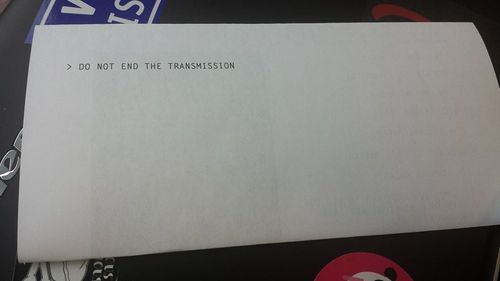 > DO NOT END THE TRANSMISSION